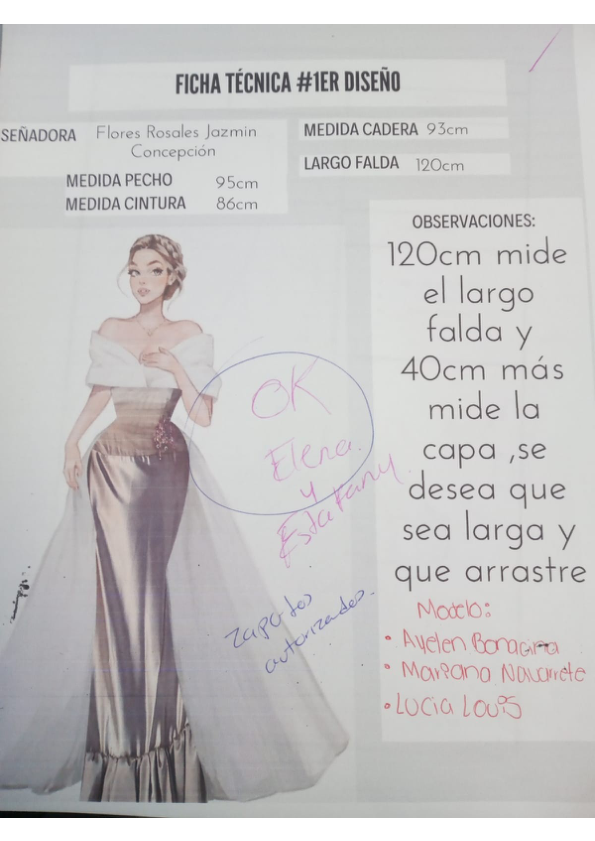 FICHA TÉCNICA #1ER DISEÑO
SEÑADORA Flores Rosales Jazmin
Concepción
MEDIDA PECHO 95cm
MEDIDA CINTURA 86cm
MEDIDA CADERA 93cm
LARGO FALDA 120cm
OBSERVACIONES:
120cm mide
el largo
falda y
40cm más
mide la
capa ,se
desea que
sea larga y
que arrastre
OK
Elena
y
Estafany.
Zapatos
autorizados.
Modelo:
• Ayelen Bonacina
• Mariano Navarrete
• Lucia Louis